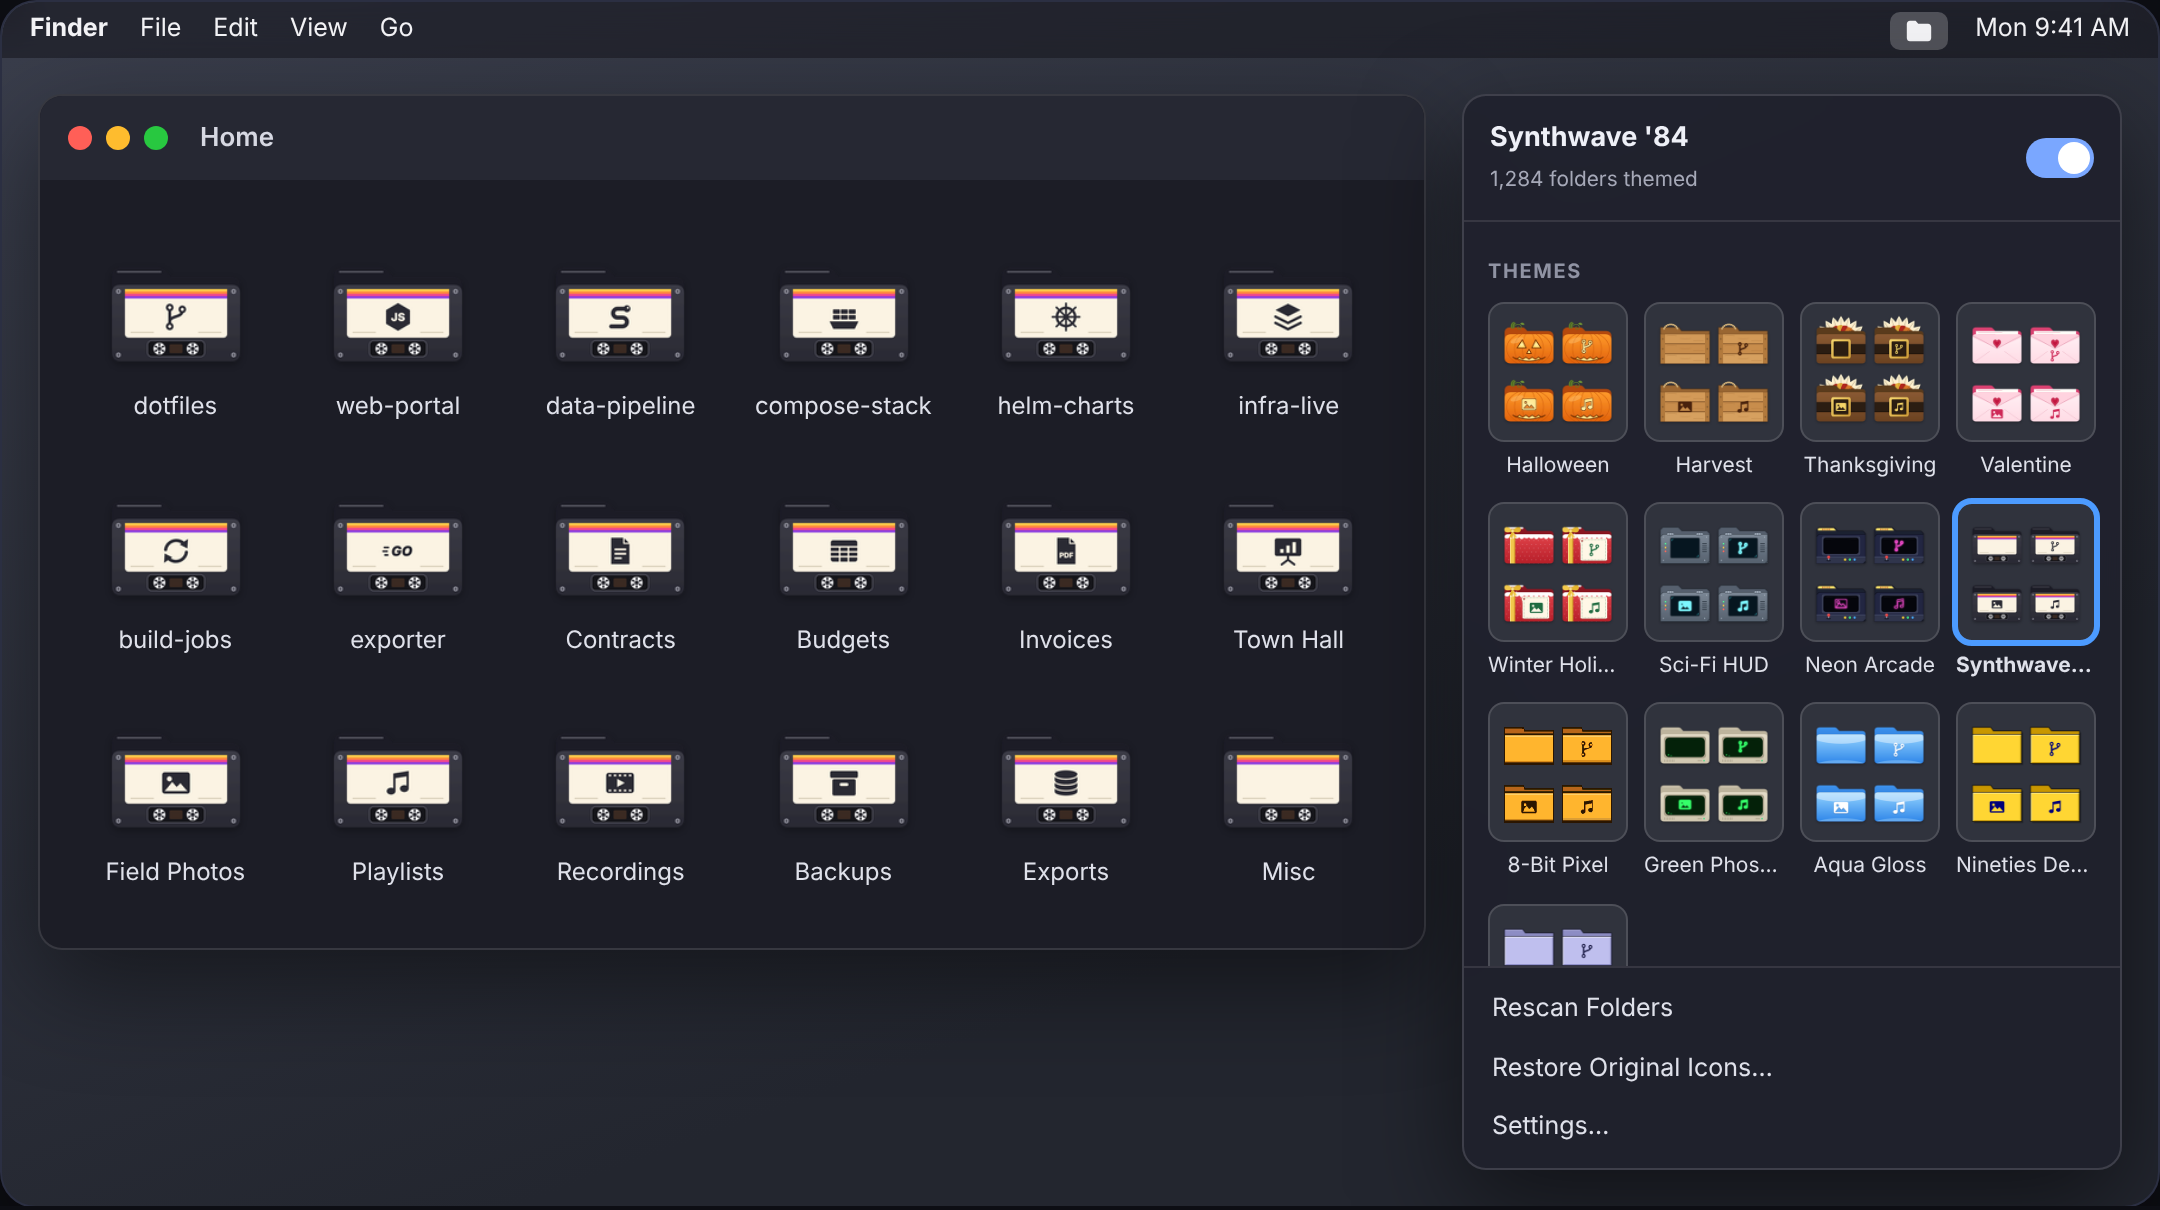 Finder File Edit View Go
Mon 9:41 AM
Home
dotfiles
web-portal
data-pipeline
compose-stack
helm-charts
infra-live
JS
build-jobs
exporter
Contracts
Budgets
Invoices
Town Hall
GO
PDF
Field Photos
Playlists
Recordings
Backups
Exports
Misc
Synthwave '84
1,284 folders themed
THEMES
Halloween
Harvest
Thanksgiving
Valentine
Winter Holi...
Sci-Fi HUD
Neon Arcade
Synthwave...
8-Bit Pixel
Green Phos...
Aqua Gloss
Nineties De...
Rescan Folders
Restore Original Icons...
Settings...